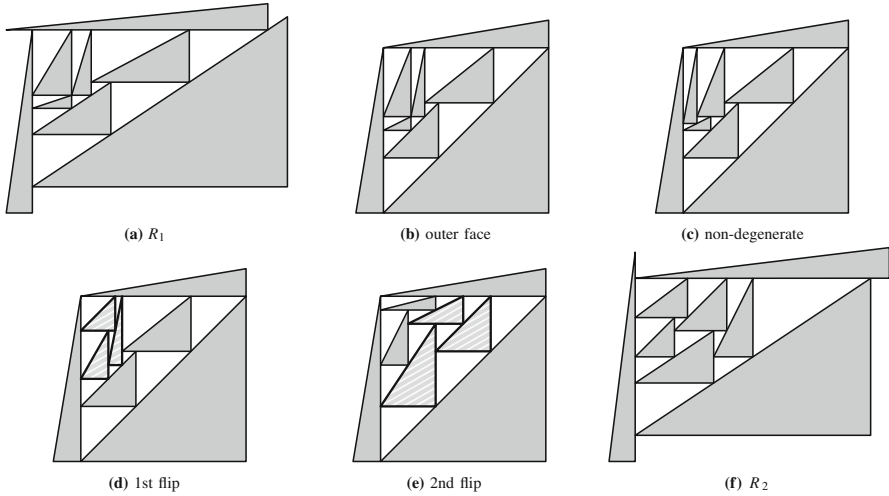 (a) R1
(b) outer face
(c) non-degenerate
(d) 1st flip
(e) 2nd flip
(f) R2